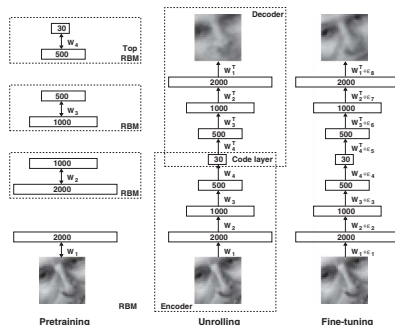 30
W4
500
Top
RBM
500
W3
1000
RBM
1000
W2
2000
RBM
2000
W1
RBM
Pretraining
Decoder
W1T
2000
W2T
1000
W3T
500
W4T
30
Code layer
W4
500
W3
1000
W2
2000
W1
Encoder
Unrolling
W1T+ε8
2000
W2T+ε7
1000
W3T+ε6
500
W4T+ε5
30
W4+ε4
500
W3+ε3
1000
W2+ε2
2000
W1+ε1
Fine-tuning